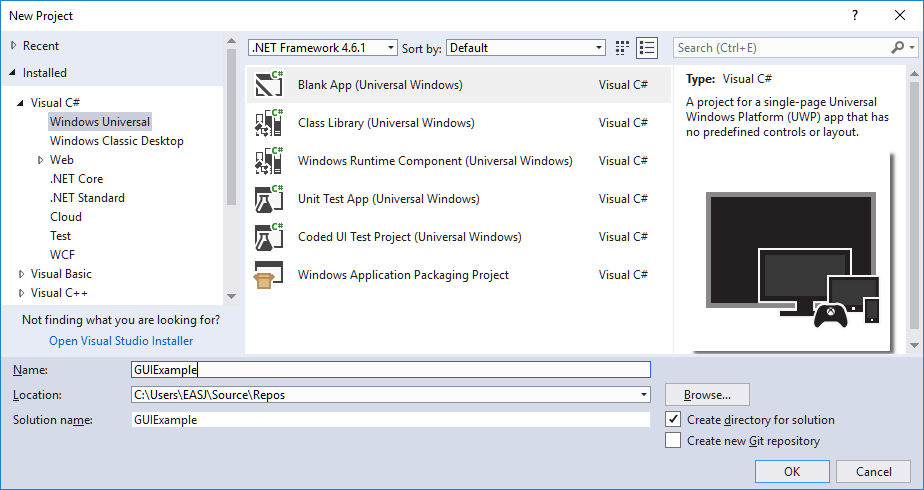 New Project
?
Recent
.NET Framework 4.6.1
Sort by:
Default
Search (Ctrl+E)
Installed
Visual C#
Windows Universal
Windows Classic Desktop
Web
.NET Core
.NET Standard
Cloud
Test
WCF
Visual Basic
Visual C++
Not finding what you are looking for?
Open Visual Studio Installer
C# Blank App (Universal Windows) Visual C#
C# Class Library (Universal Windows) Visual C#
C# Windows Runtime Component (Universal Windows) Visual C#
C# Unit Test App (Universal Windows) Visual C#
C# Coded UI Test Project (Universal Windows) Visual C#
Windows Application Packaging Project Visual C#
Type: Visual C#
A project for a single-page Universal
Windows Platform (UWP) app that has
no predefined controls or layout.
Name: GUIExample
Location: C:\Users\EASJ\Source\Repos
Browse...
Solution name: GUIExample
Create directory for solution
Create new Git repository
OK
Cancel